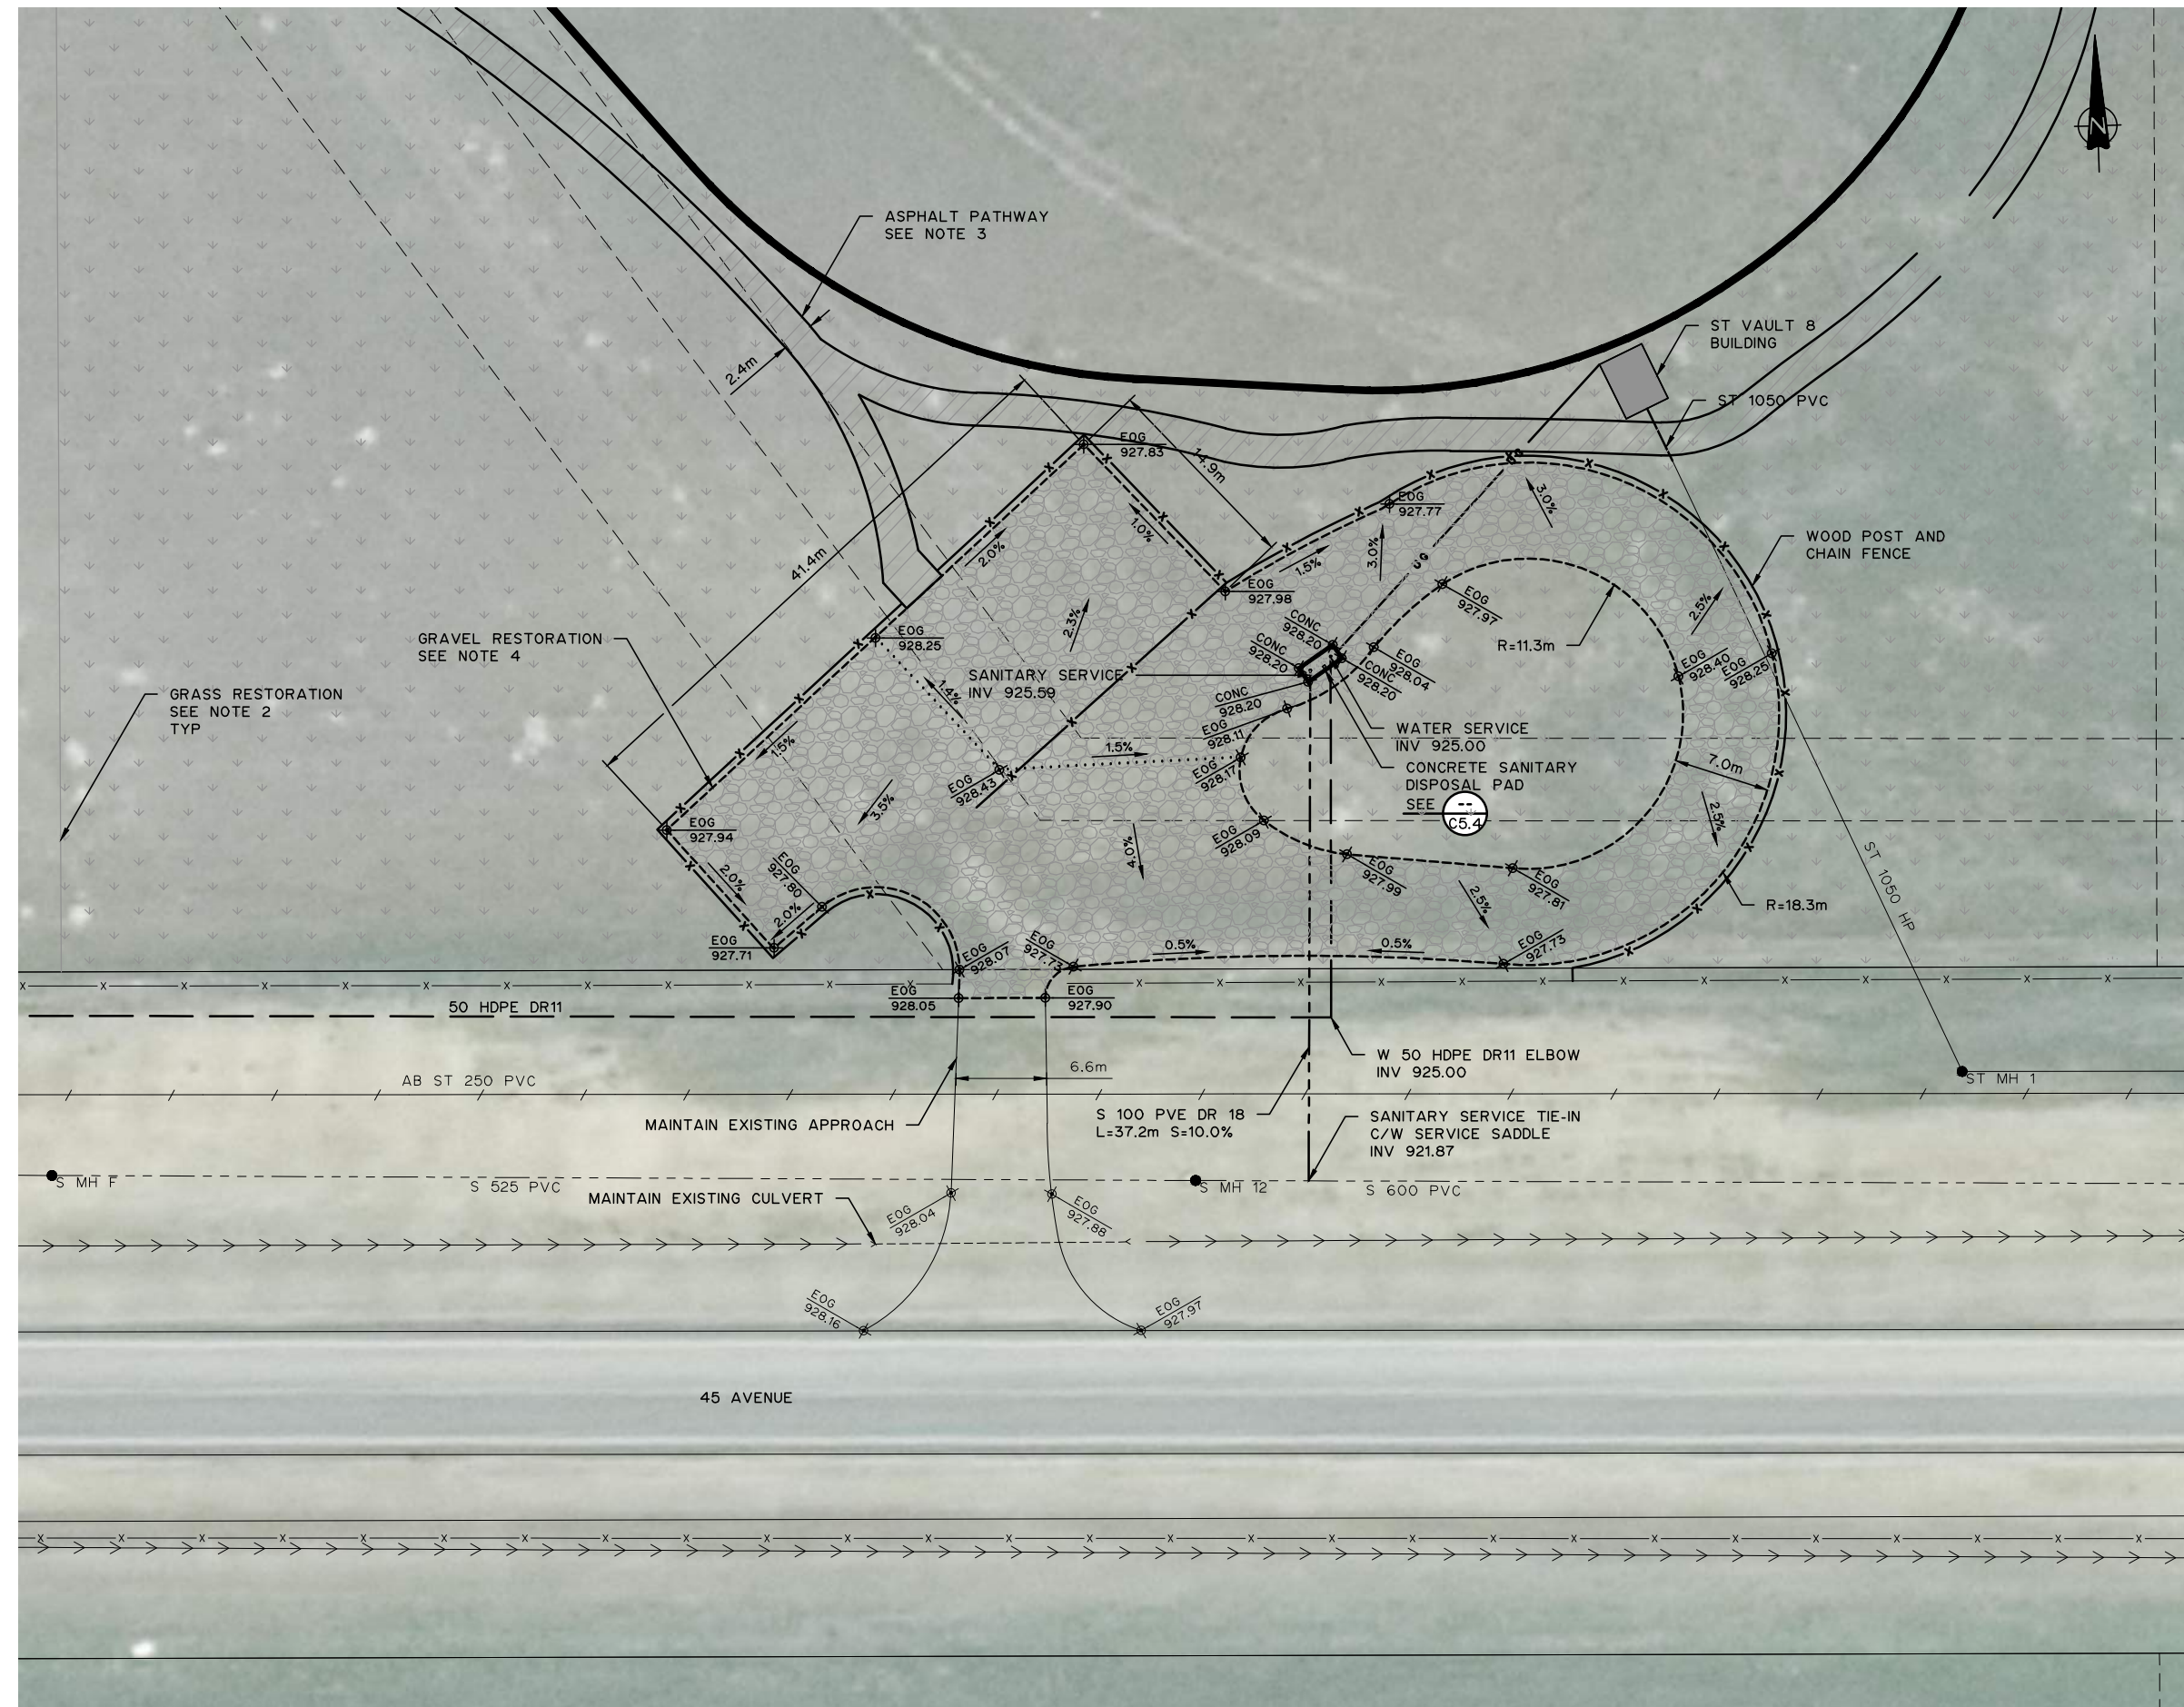 N
ASPHALT PATHWAY
SEE NOTE 3
ST VAULT 8
BUILDING
2.4m
ST 1050 PVC
EOG
927.83
14.9m
EOG
927.77
3.0%
1.0%
2.0%
3.0%
WOOD POST AND
CHAIN FENCE
41.4m
1.5%
UG
EOG
927.98
EOG
927.97
2.5%
2.3%
GRAVEL RESTORATION
SEE NOTE 4
EOG
928.25
CONC
928.20
CONC
928.20
R=11.3m
SANITARY SERVICE
INV 925.59
EOG
928.04
CONC
928.20
EOG
928.40
EOG
928.25
GRASS RESTORATION
SEE NOTE 2
TYP
1.4%
CONC
928.20
EOG
928.11
WATER SERVICE
INV 925.00
1.5%
1.5%
EOG
928.17
CONCRETE SANITARY
DISPOSAL PAD
SEE
--
C5.4
7.0m
EOG
928.43
3.5%
2.5%
EOG
927.94
EOG
928.09
4.0%
ST 1050 HP
2.0%
EOG
927.80
EOG
927.99
EOG
927.81
2.5%
R=18.3m
2.0%
EOG
927.71
EOG
928.07
EOG
927.73
0.5%
0.5%
EOG
927.73
EOG
928.05
EOG
927.90
50 HDPE DR11
W 50 HDPE DR11 ELBOW
INV 925.00
6.6m
AB ST 250 PVC
ST MH 1
MAINTAIN EXISTING APPROACH
S 100 PVE DR 18
L=37.2m S=10.0%
SANITARY SERVICE TIE-IN
C/W SERVICE SADDLE
INV 921.87
S MH F
S 525 PVC
S MH 12
S 600 PVC
MAINTAIN EXISTING CULVERT
EOG
928.04
EOG
927.88
EOG
928.16
EOG
927.97
45 AVENUE